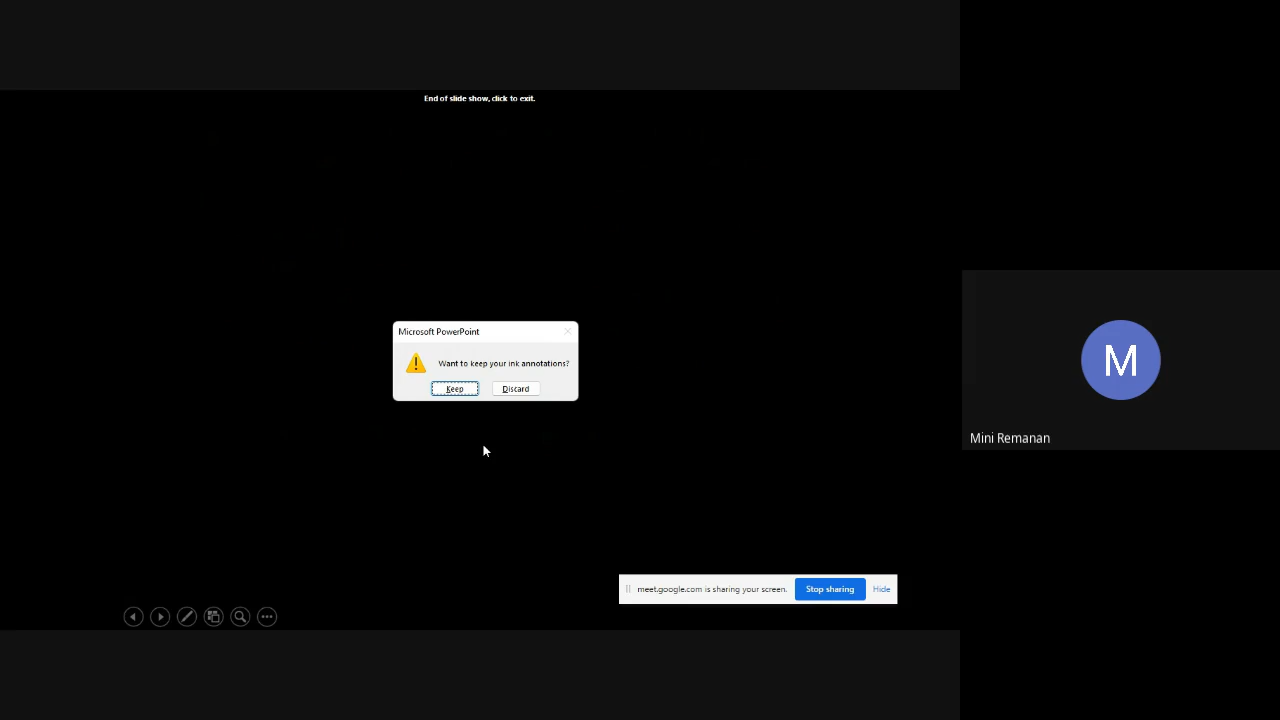 End of slide show, click to exit.
Microsoft PowerPoint
Want to keep your ink annotations?
Keep
Discard
M
Mini Remanan
meet.google.com is sharing your screen.
Stop sharing
Hide